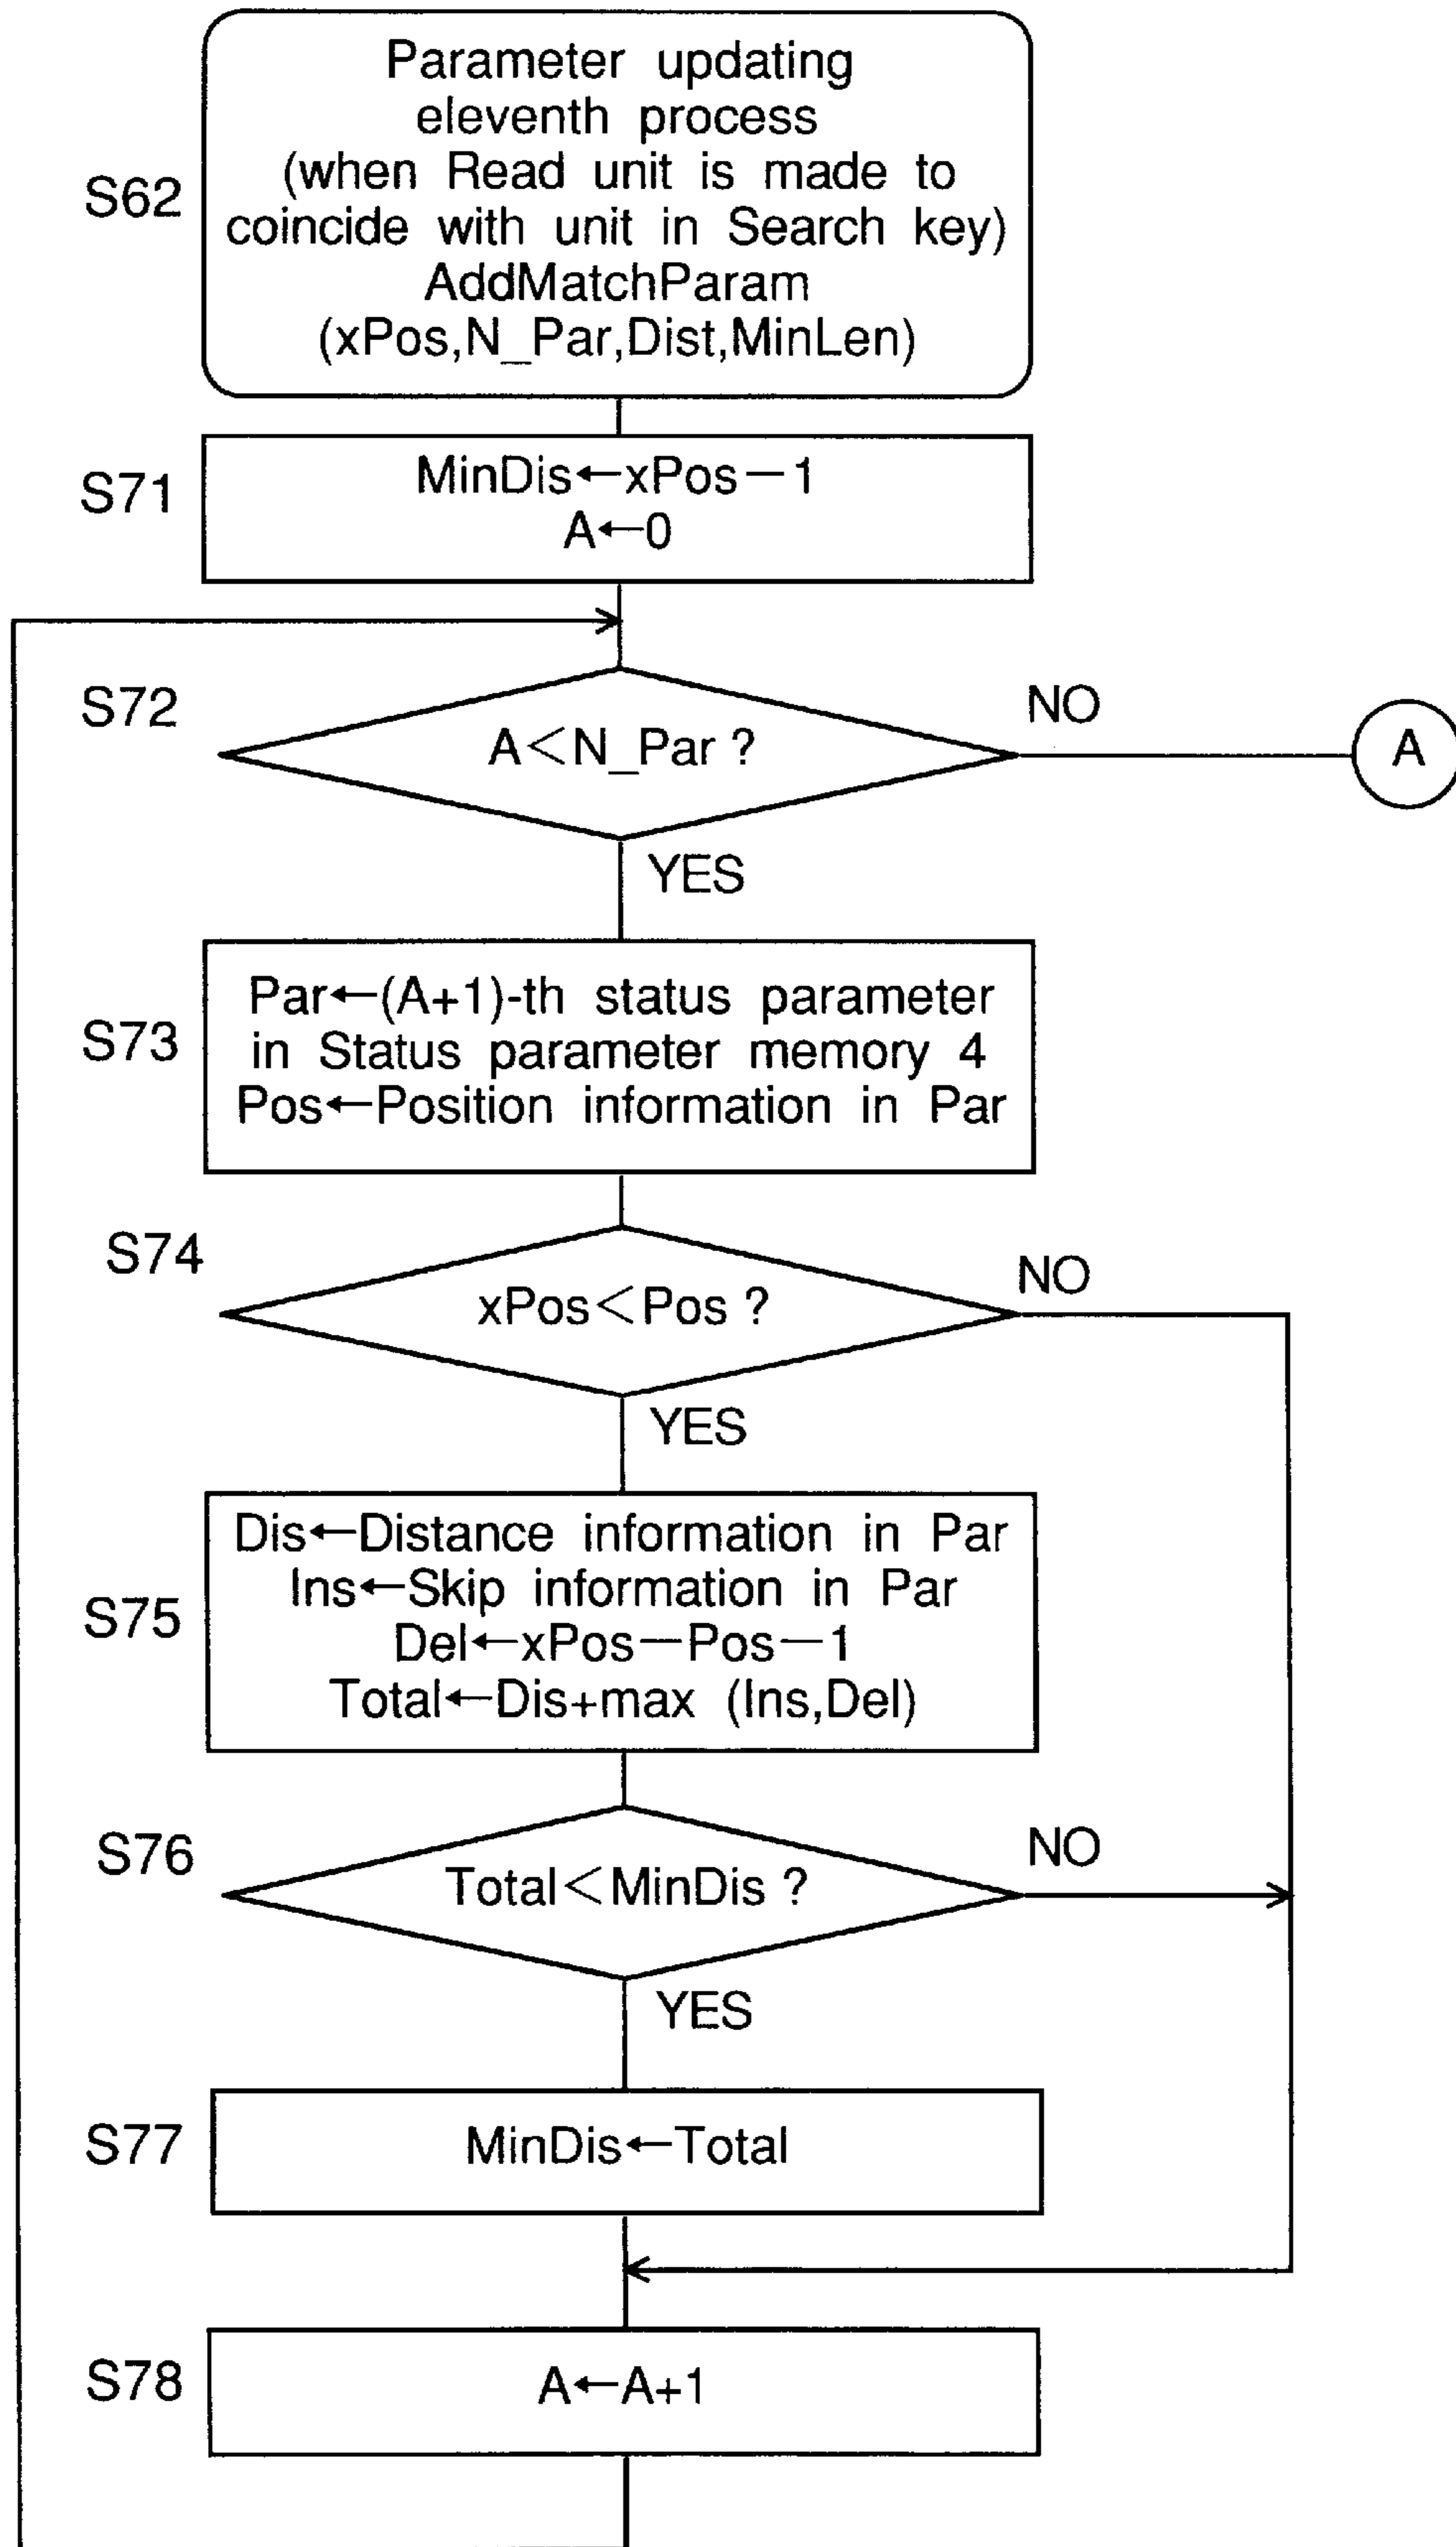 Parameter updating
eleventh process
(when Read unit is made to
coincide with unit in Search key)
AddMatchParam
(xPos,N_Par,Dist,MinLen)
S62
S71
MinDis←xPos−1
A←0
S72
A<N_Par ?
NO
A
YES
S73
Par←(A+1)-th status parameter
in Status parameter memory 4
Pos←Position information in Par
S74
xPos<Pos ?
NO
YES
S75
Dis←Distance information in Par
Ins←Skip information in Par
Del←xPos−Pos−1
Total←Dis+max (Ins,Del)
S76
Total<MinDis ?
NO
YES
S77
MinDis←Total
S78
A←A+1